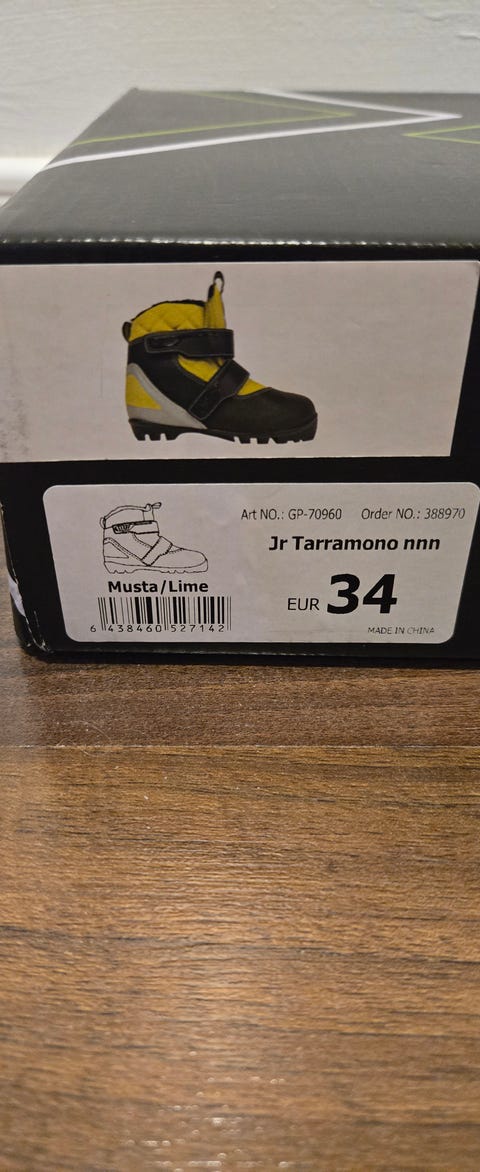 Art NO.: GP-70960 Order NO.: 388970
Jr Tarramono nnn
Musta/Lime
EUR 34
6 438460 527142
MADE IN CHINA